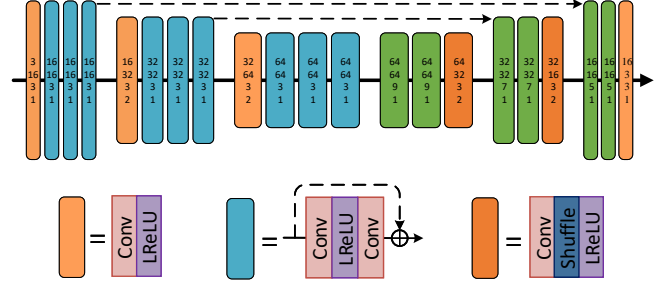 3 16 16 16 16 32 32 32 32 64 64 64 64 64 64 32 32 32 16 16 16
16 16 16 16 32 32 32 32 64 64 64 64 64 64 32 32 32 16 16 16 3
3 3 3 3 3 3 3 3 3 3 3 3 9 9 3 7 7 3 5 5 3
1 1 1 1 2 1 1 1 2 1 1 1 1 1 2 1 1 2 1 1 1
=
Conv
LReLU
=
Conv
LReLU
Conv
=
Conv
Shuffle
LReLU